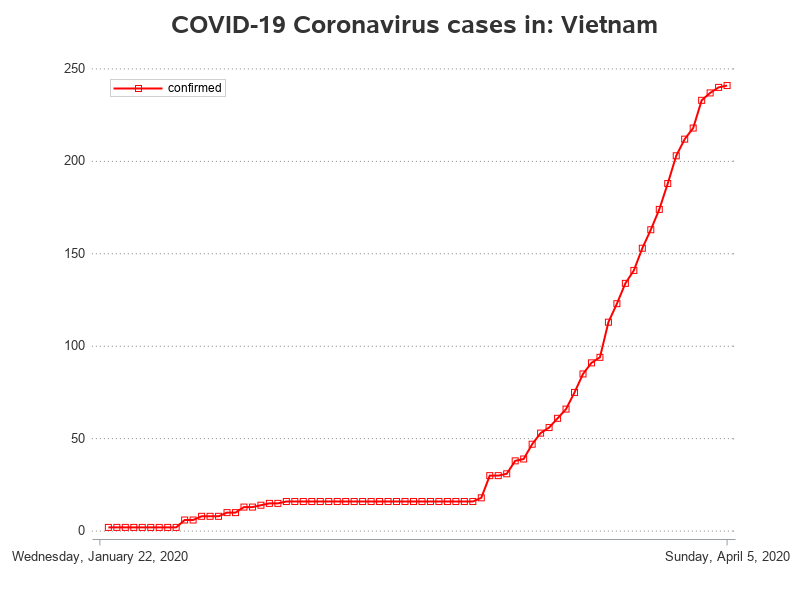 COVID-19 Coronavirus cases in: Vietnam
250
confirmed
200
150
100
50
0
Wednesday, January 22, 2020 Sunday, April 5, 2020